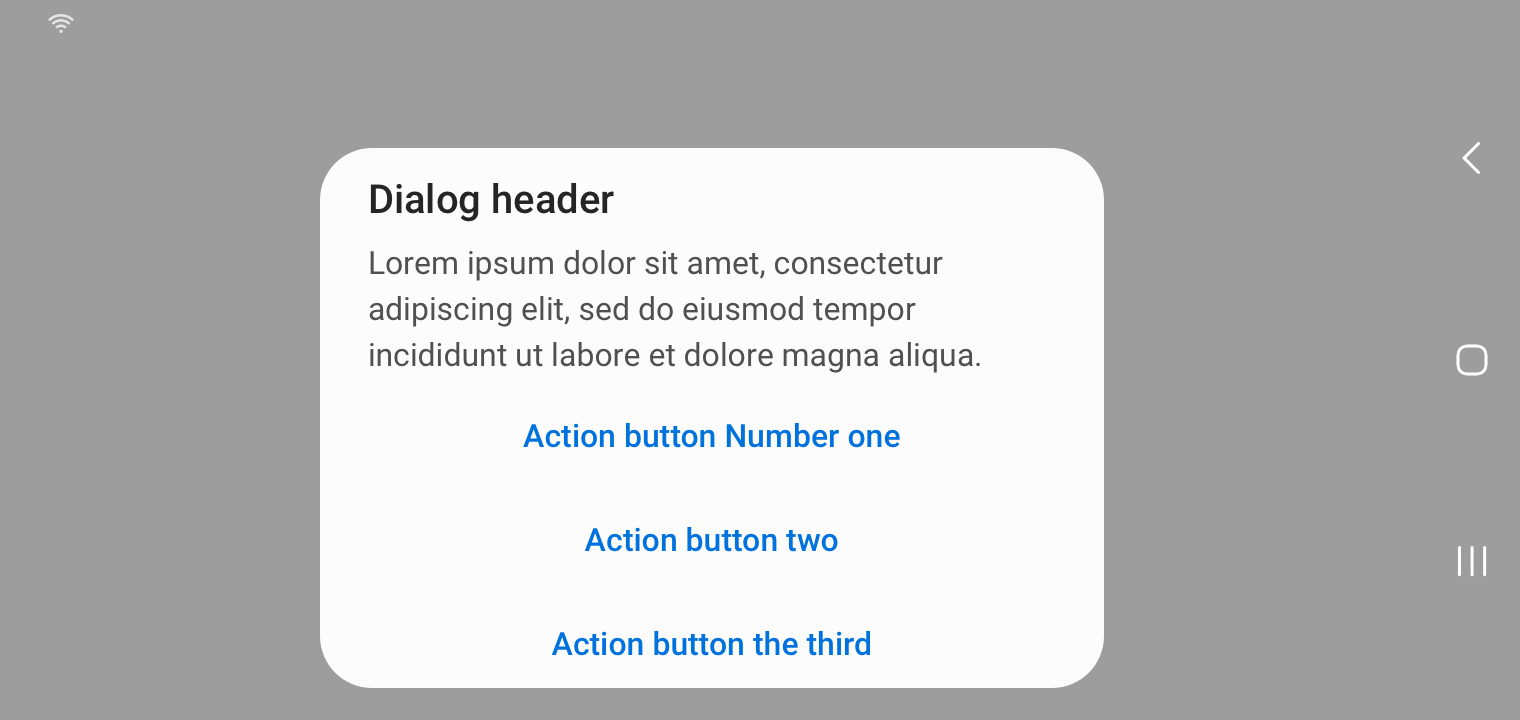 Dialog header
Lorem ipsum dolor sit amet, consectetur
adipiscing elit, sed do eiusmod tempor
incididunt ut labore et dolore magna aliqua.
Action button Number one
Action button two
Action button the third